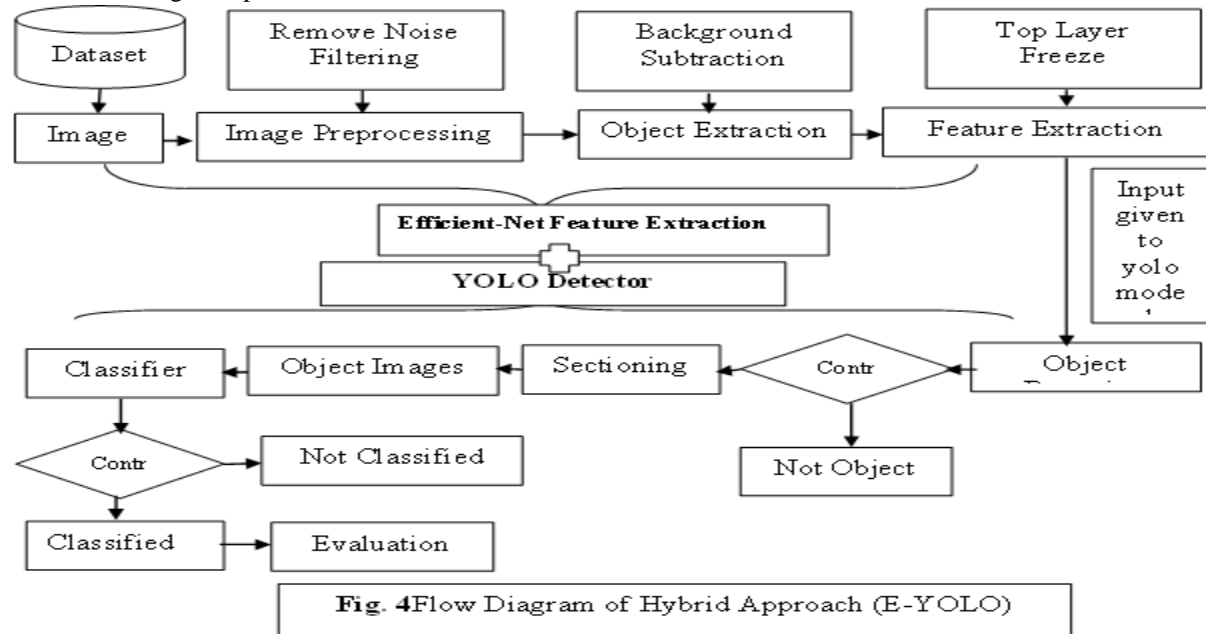 Dataset
Remove Noise
Filtering
Background
Subtraction
Top Layer
Freeze
Image
Image Preprocessing
Object Extraction
Feature Extraction
Input
given
to
yolo
mode
Efficient-Net Feature Extraction
YOLO Detector
Classifier
Object Images
Sectioning
Contr
Object
Contr
Not Classified
Not Object
Classified
Evaluation
Fig. 4Flow Diagram of Hybrid Approach (E-YOLO)